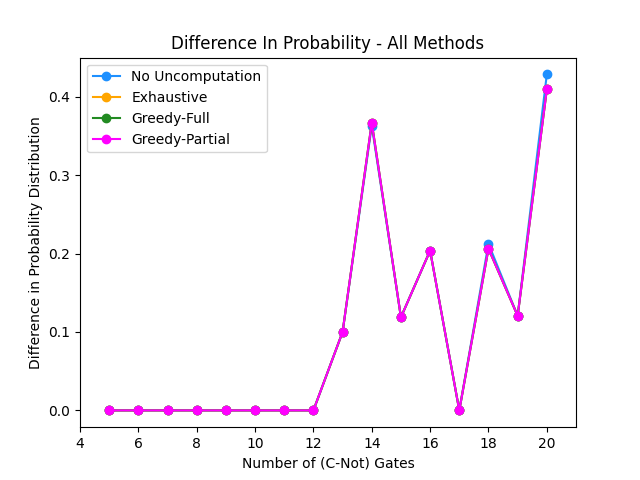 Difference In Probability - All Methods
No Uncomputation
Exhaustive
Greedy-Full
Greedy-Partial
Difference in Probability Distribution
0.4
0.3
0.2
0.1
0.0
4 6 8 10 12 14 16 18 20
Number of (C-Not) Gates